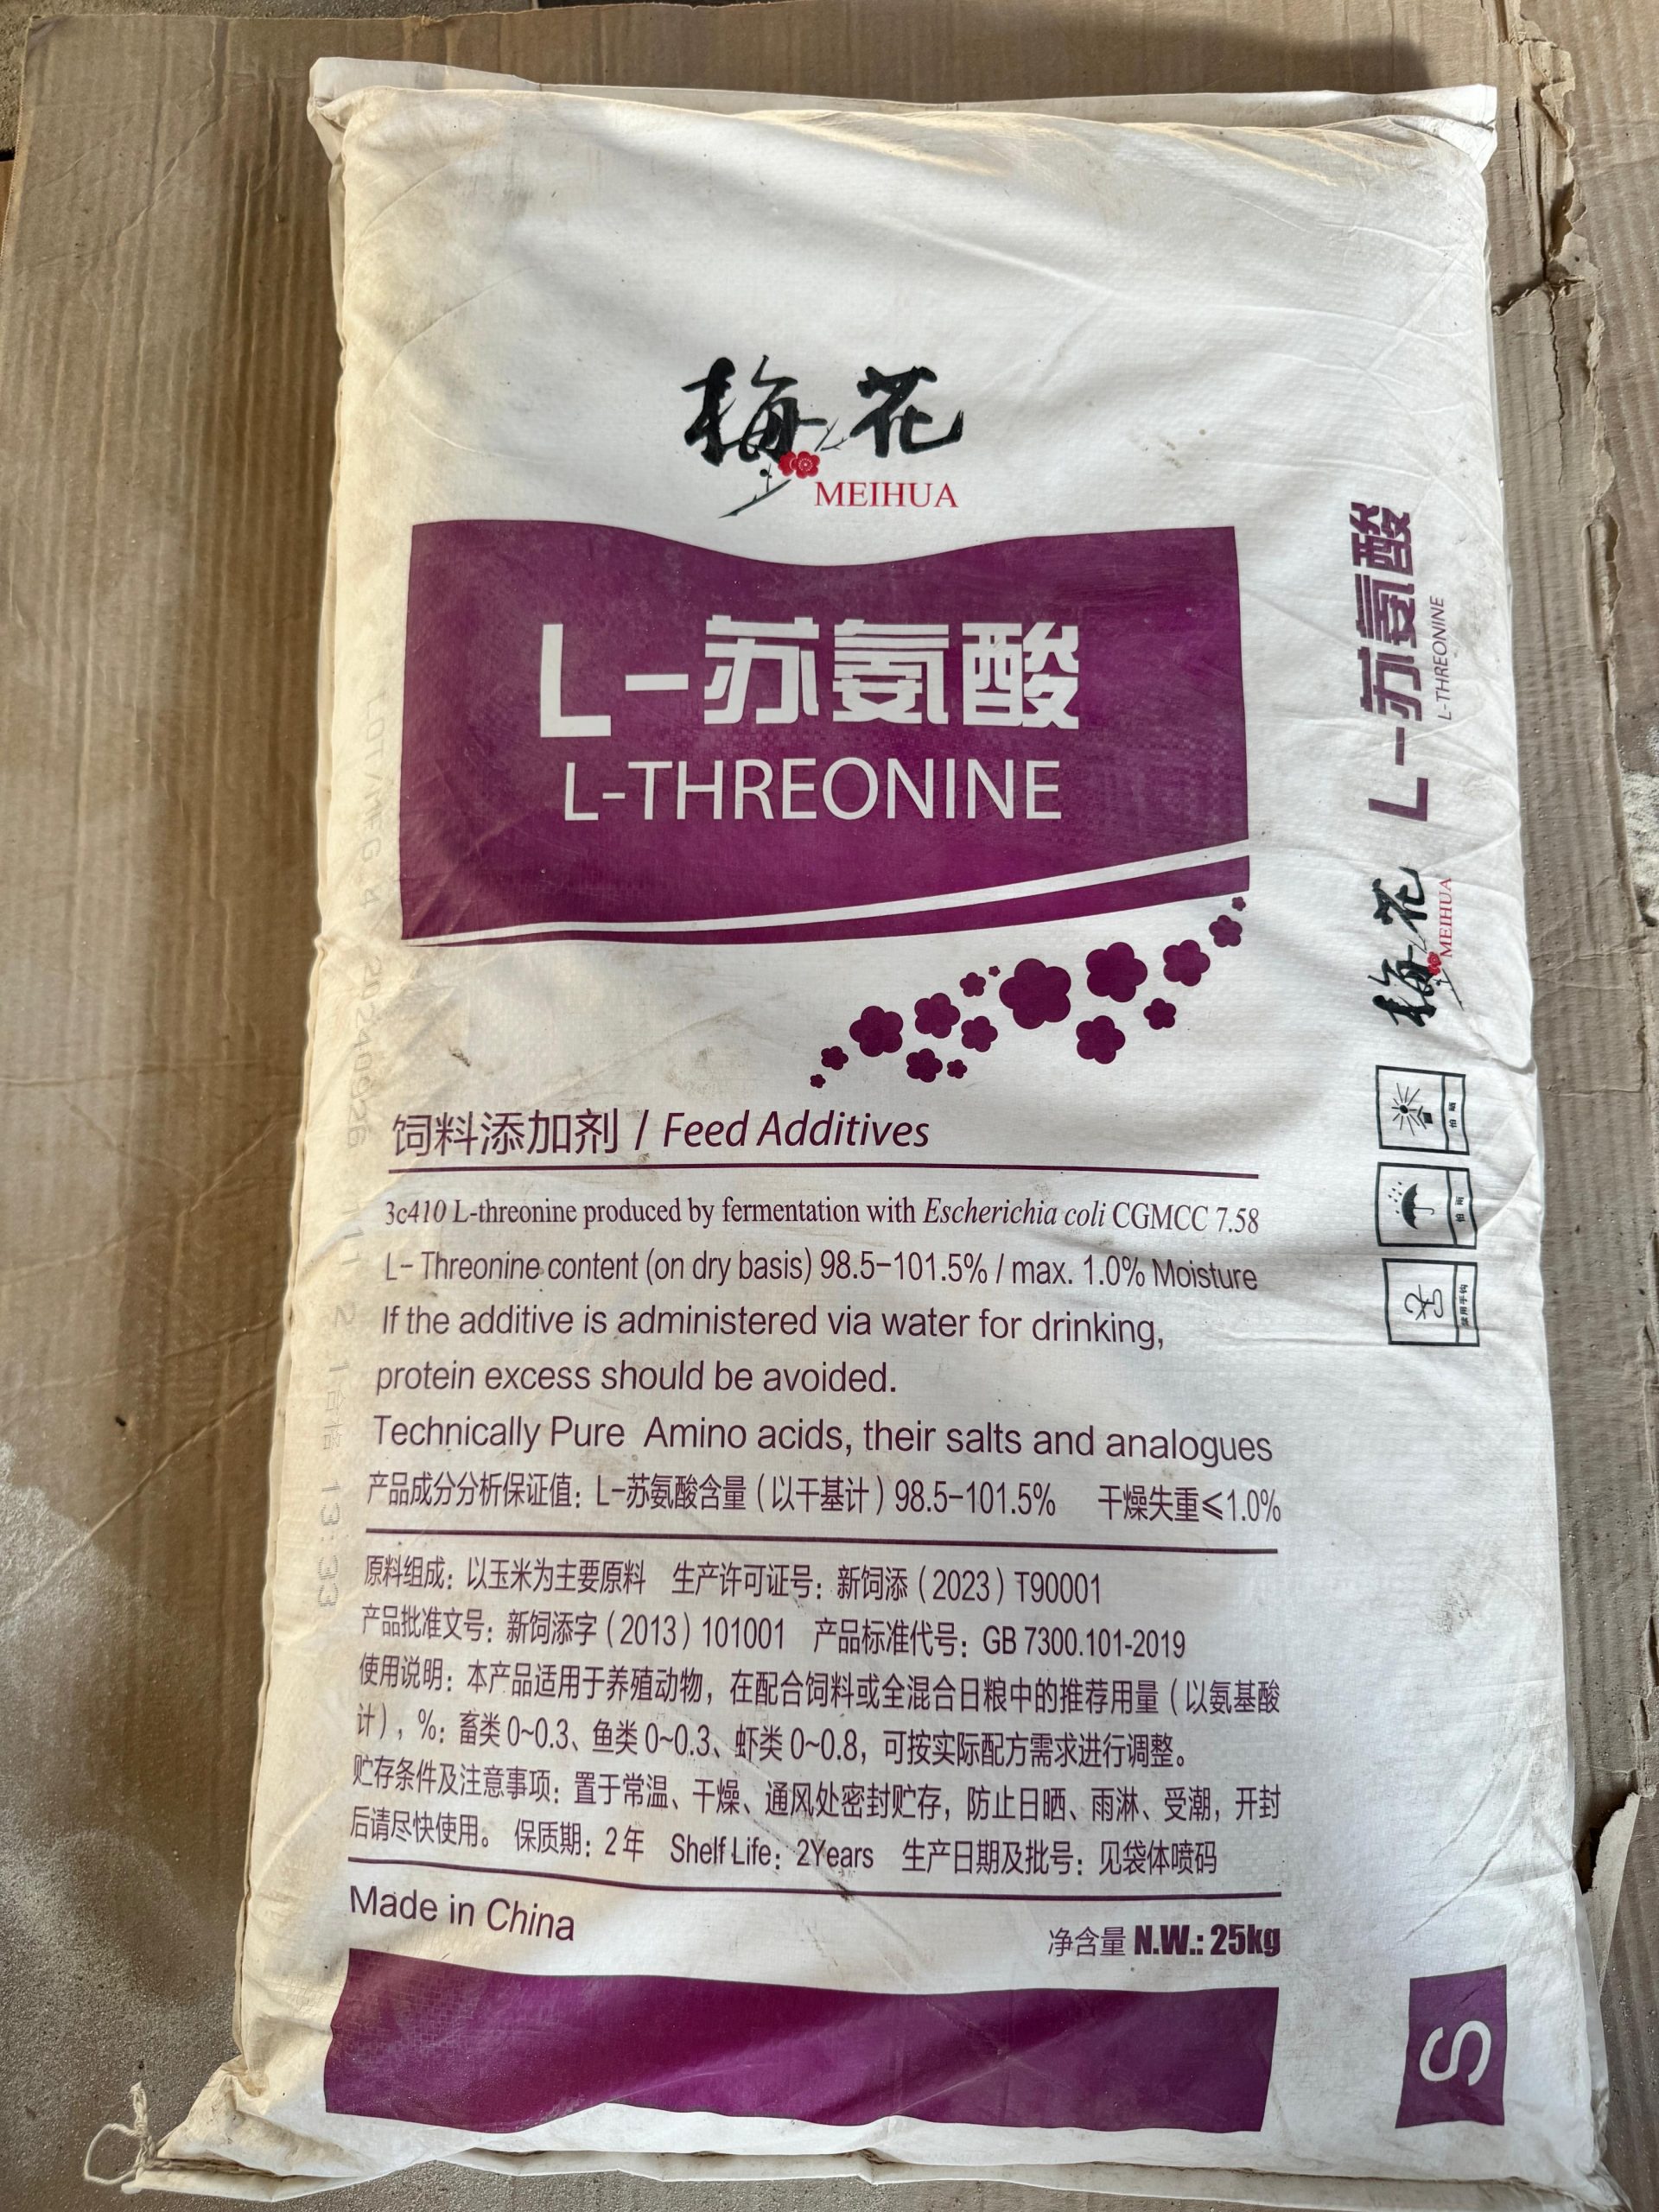 梅花
MEIHUA
L-苏氨酸
L-THREONINE
饲料添加剂 / Feed Additives
3c410 L-threonine produced by fermentation with Escherichia coli CGMCC 7.58
L- Threonine content (on dry basis) 98.5-101.5% / max. 1.0% Moisture
If the additive is administered via water for drinking,
protein excess should be avoided.
Technically Pure Amino acids, their salts and analogues
产品成分分析保证值：L-苏氨酸含量（以干基计）98.5-101.5% 干燥失重≤1.0%
原料组成：以玉米为主要原料 生产许可证号：新饲添（2023）T90001
产品批准文号：新饲添字（2013）101001 产品标准代号：GB 7300.101-2019
使用说明：本产品适用于养殖动物，在配合饲料或全混合日粮中的推荐用量（以氨基酸
计），%：畜类 0~0.3、鱼类 0~0.3、虾类 0~0.8，可按实际配方需求进行调整。
贮存条件及注意事项：置于常温、干燥、通风处密封贮存，防止日晒、雨淋、受潮，开封
后请尽快使用。 保质期：2年 Shelf Life：2Years 生产日期及批号：见袋体喷码
Made in China
净含量 N.W.: 25kg
L-苏氨酸
L-THREONINE
梅花
MEIHUA
怕晒
怕雨
禁用手钩
S
13:33